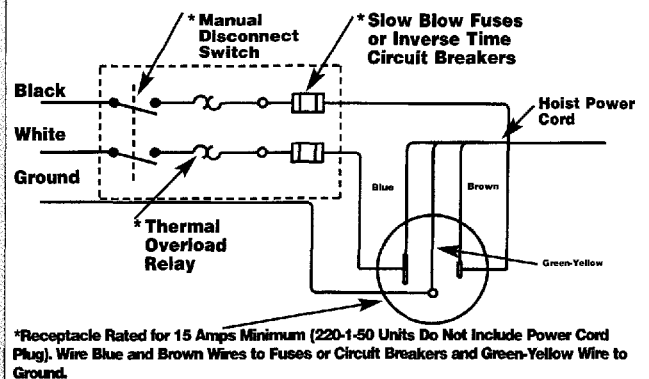 *Manual
Disconnect
Switch
*Slow Blow Fuses
or Inverse Time
Circuit Breakers
Black
Hoist Power
Cord
White
Ground
Blue
Brown
*Thermal
Overload
Relay
Green-Yellow
*Receptacle Rated for 15 Amps Minimum (220-1-50 Units Do Not Include Power Cord
Plug). Wire Blue and Brown Wires to Fuses or Circuit Breakers and Green-Yellow Wire to
Ground.